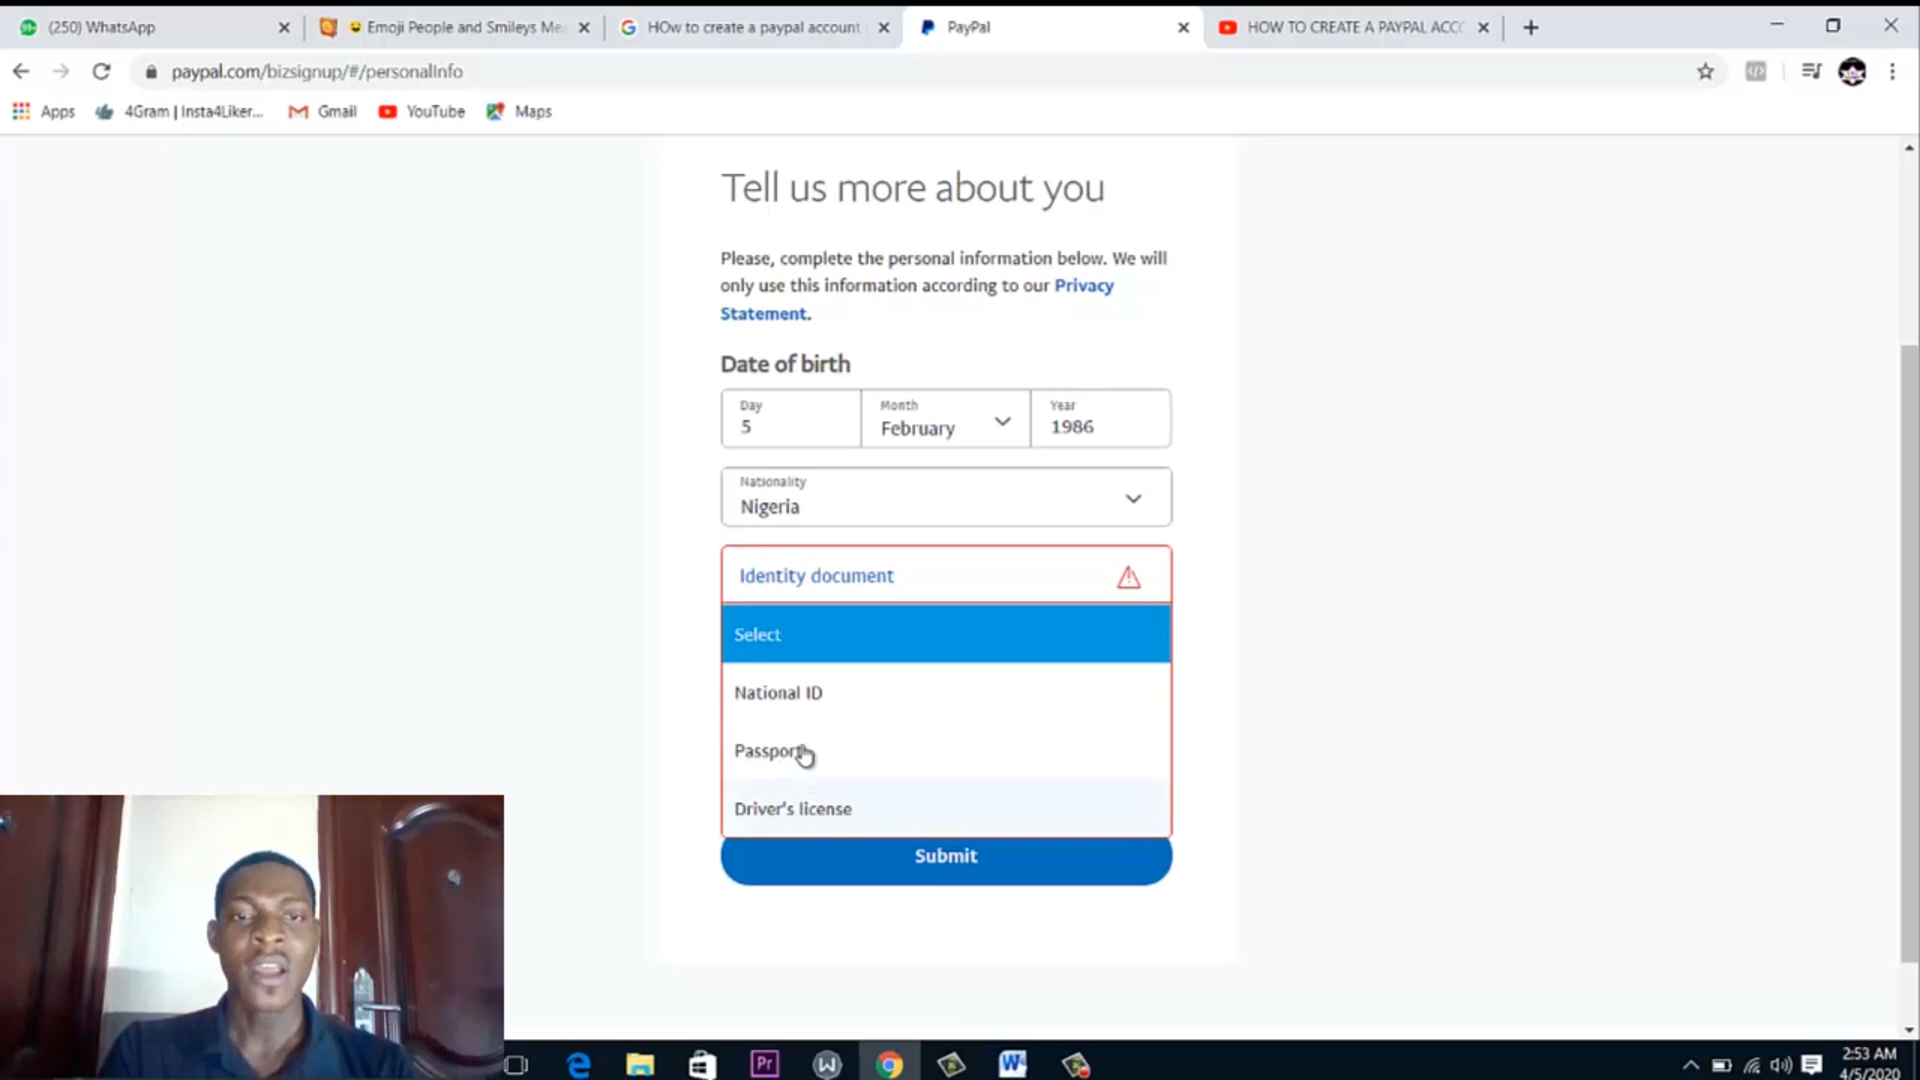 (250) WhatsApp
Emoji People and Smileys Me
HOw to create a paypal account
PayPal
HOW TO CREATE A PAYPAL ACC
paypal.com/bizsignup/#/personalInfo
Apps
4Gram | Insta4Liker...
Gmail
YouTube
Maps
Tell us more about you
Please, complete the personal information below. We will
only use this information according to our Privacy
Statement.
Date of birth
Day
5
Month
February
Year
1986
Nationality
Nigeria
Identity document
Select
National ID
Passport
Driver's license
Submit
Pr
W
2:53 AM
4/5/2020